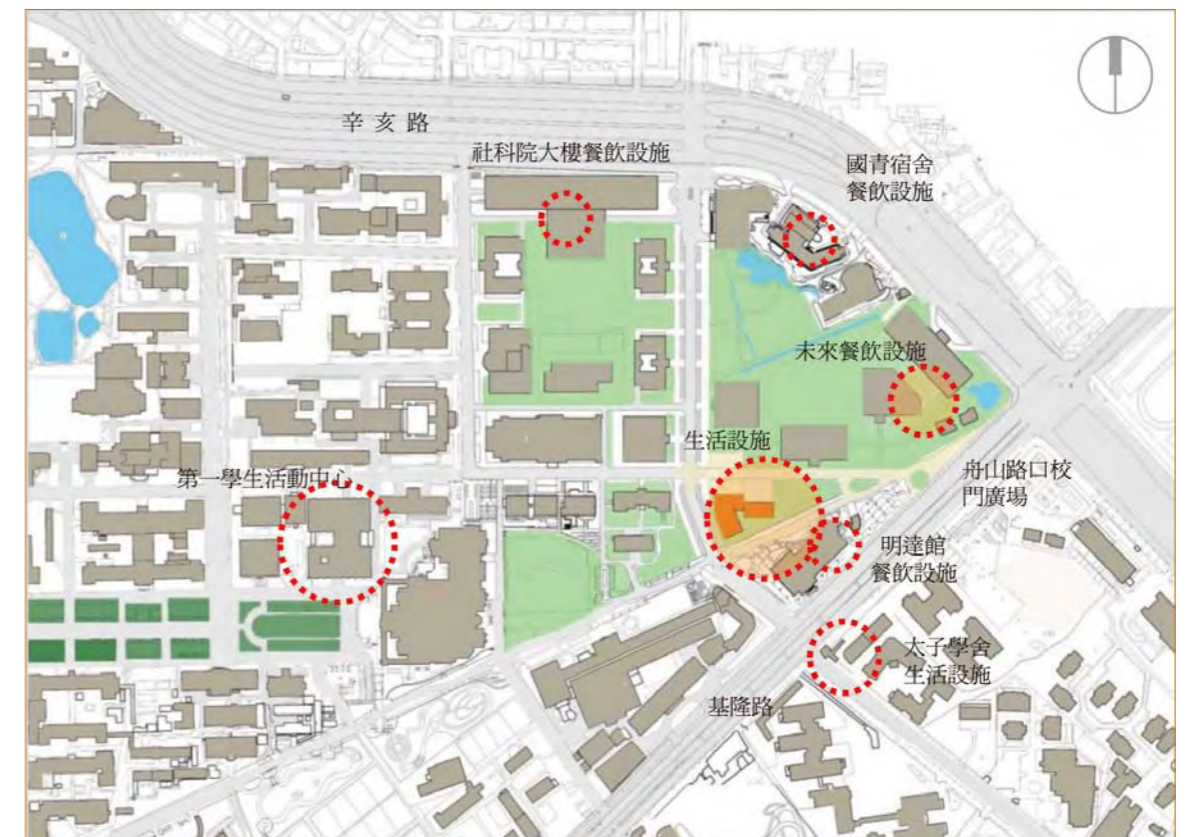 辛亥路
社科院大樓餐飲設施
國青宿舍
餐飲設施
未來餐飲設施
生活設施
第一學生活動中心
舟山路口校
門廣場
明達館
餐飲設施
太子學舍
生活設施
基隆路